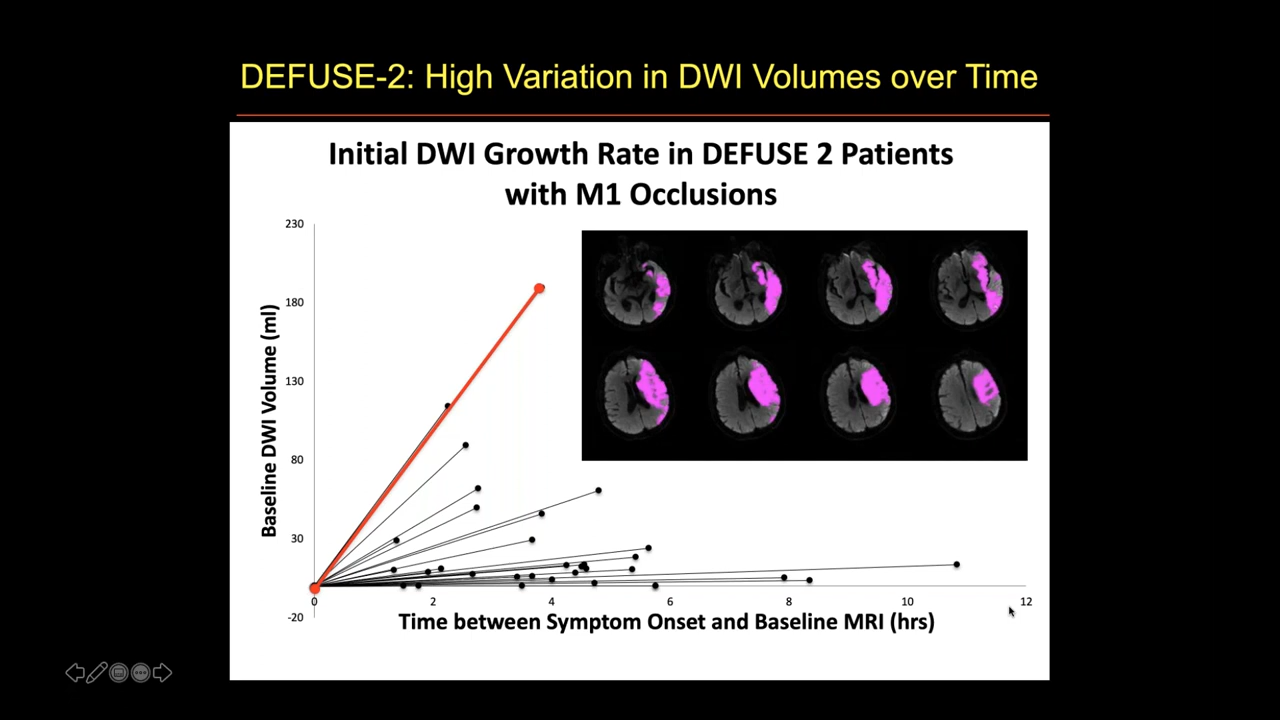 DEFUSE-2: High Variation in DWI Volumes over Time
Initial DWI Growth Rate in DEFUSE 2 Patients
with M1 Occlusions
Baseline DWI Volume (ml)
230
180
130
80
30
-20
0 2 4 6 8 10 12
Time between Symptom Onset and Baseline MRI (hrs)